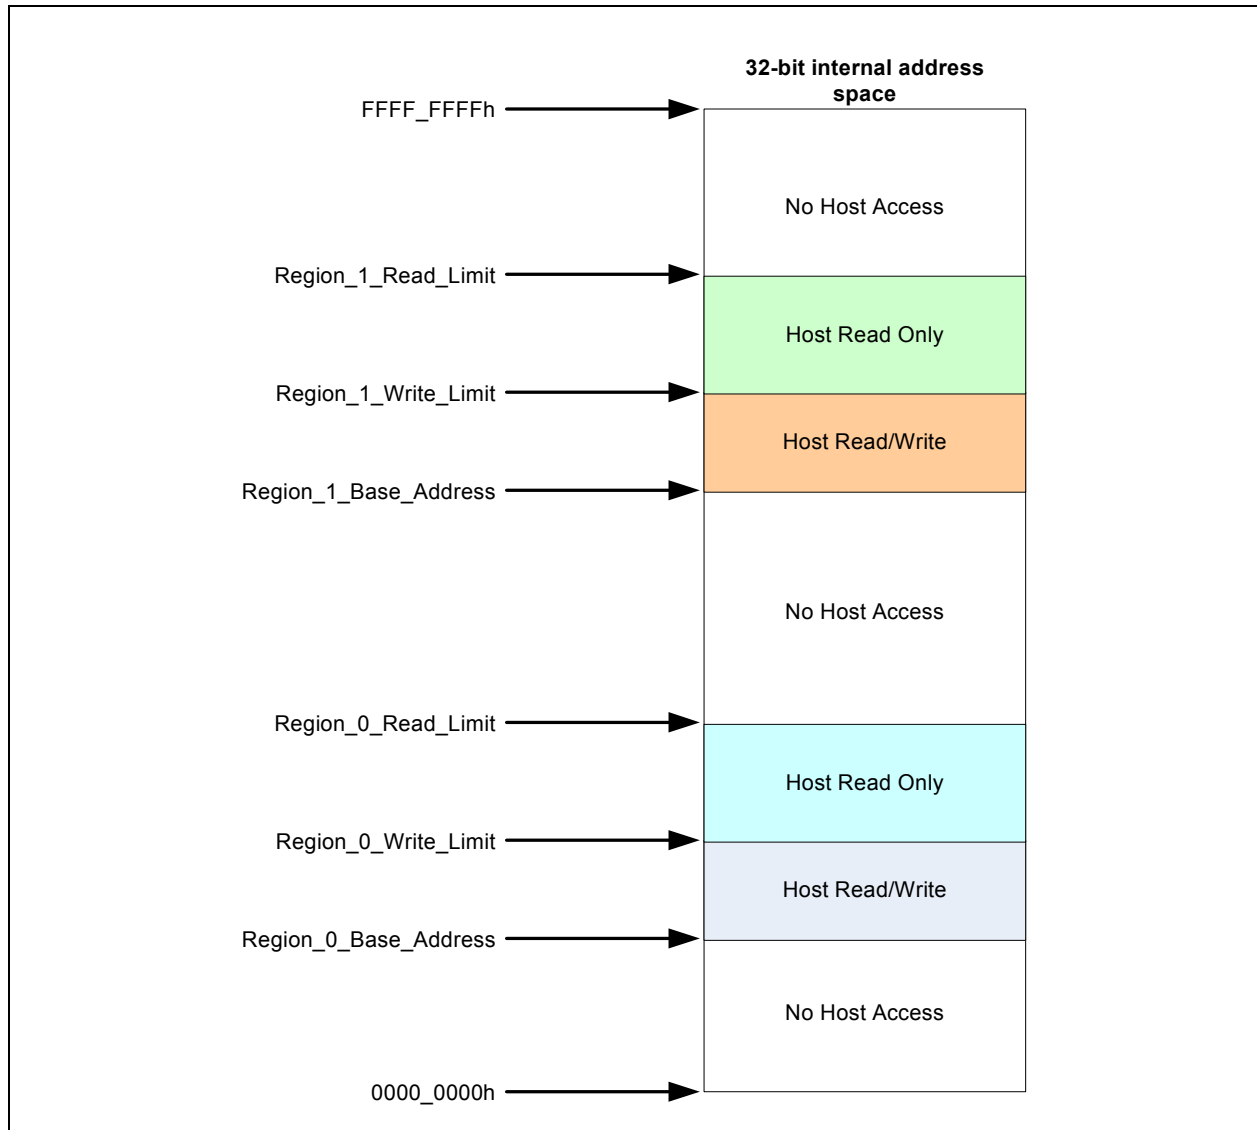 32-bit internal address
space
FFFF_FFFFh
No Host Access
Region_1_Read_Limit
Host Read Only
Region_1_Write_Limit
Host Read/Write
Region_1_Base_Address
No Host Access
Region_0_Read_Limit
Host Read Only
Region_0_Write_Limit
Host Read/Write
Region_0_Base_Address
No Host Access
0000_0000h